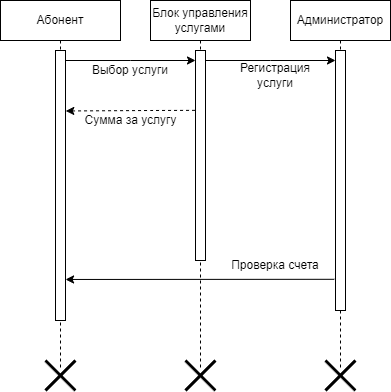 Абонент
Блок управления
услугами
Администратор
Выбор услуги
Регистрация
услуги
Сумма за услугу
Проверка счета